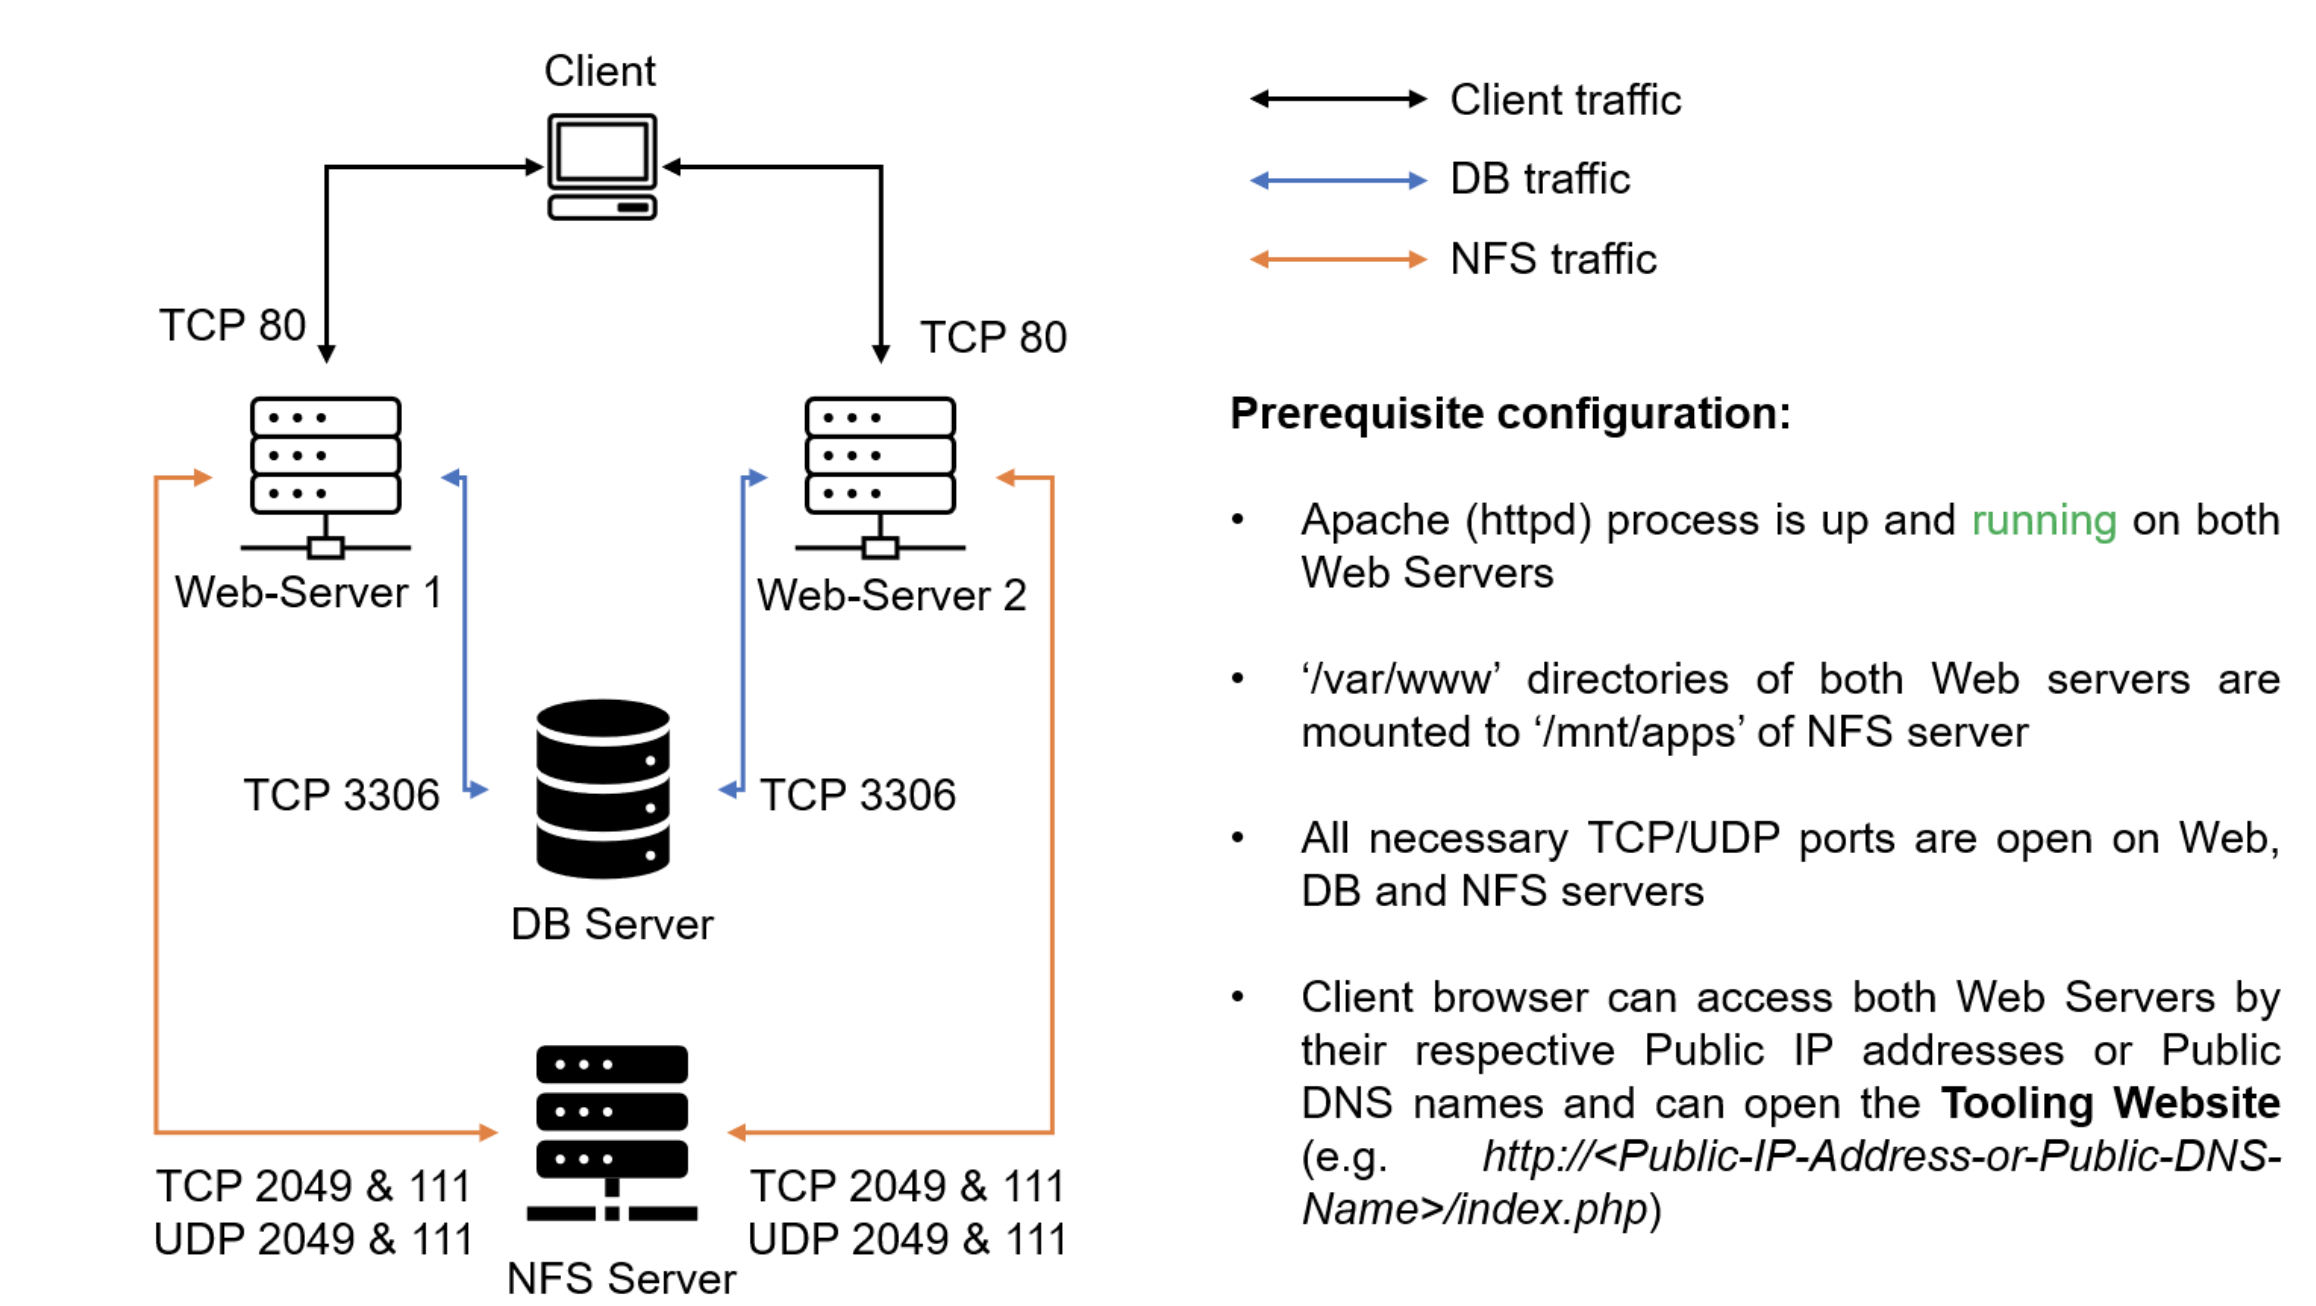 Client
TCP 80
TCP 80
Web-Server 1
Web-Server 2
TCP 3306
TCP 3306
DB Server
TCP 2049 & 111
UDP 2049 & 111
TCP 2049 & 111
UDP 2049 & 111
NFS Server
Client traffic
DB traffic
NFS traffic
Prerequisite configuration:
• Apache (httpd) process is up and running on both
Web Servers
• ‘/var/www’ directories of both Web servers are
mounted to ‘/mnt/apps’ of NFS server
• All necessary TCP/UDP ports are open on Web,
DB and NFS servers
• Client browser can access both Web Servers by
their respective Public IP addresses or Public
DNS names and can open the Tooling Website
(e.g. http://<Public-IP-Address-or-Public-DNS-
Name>/index.php)